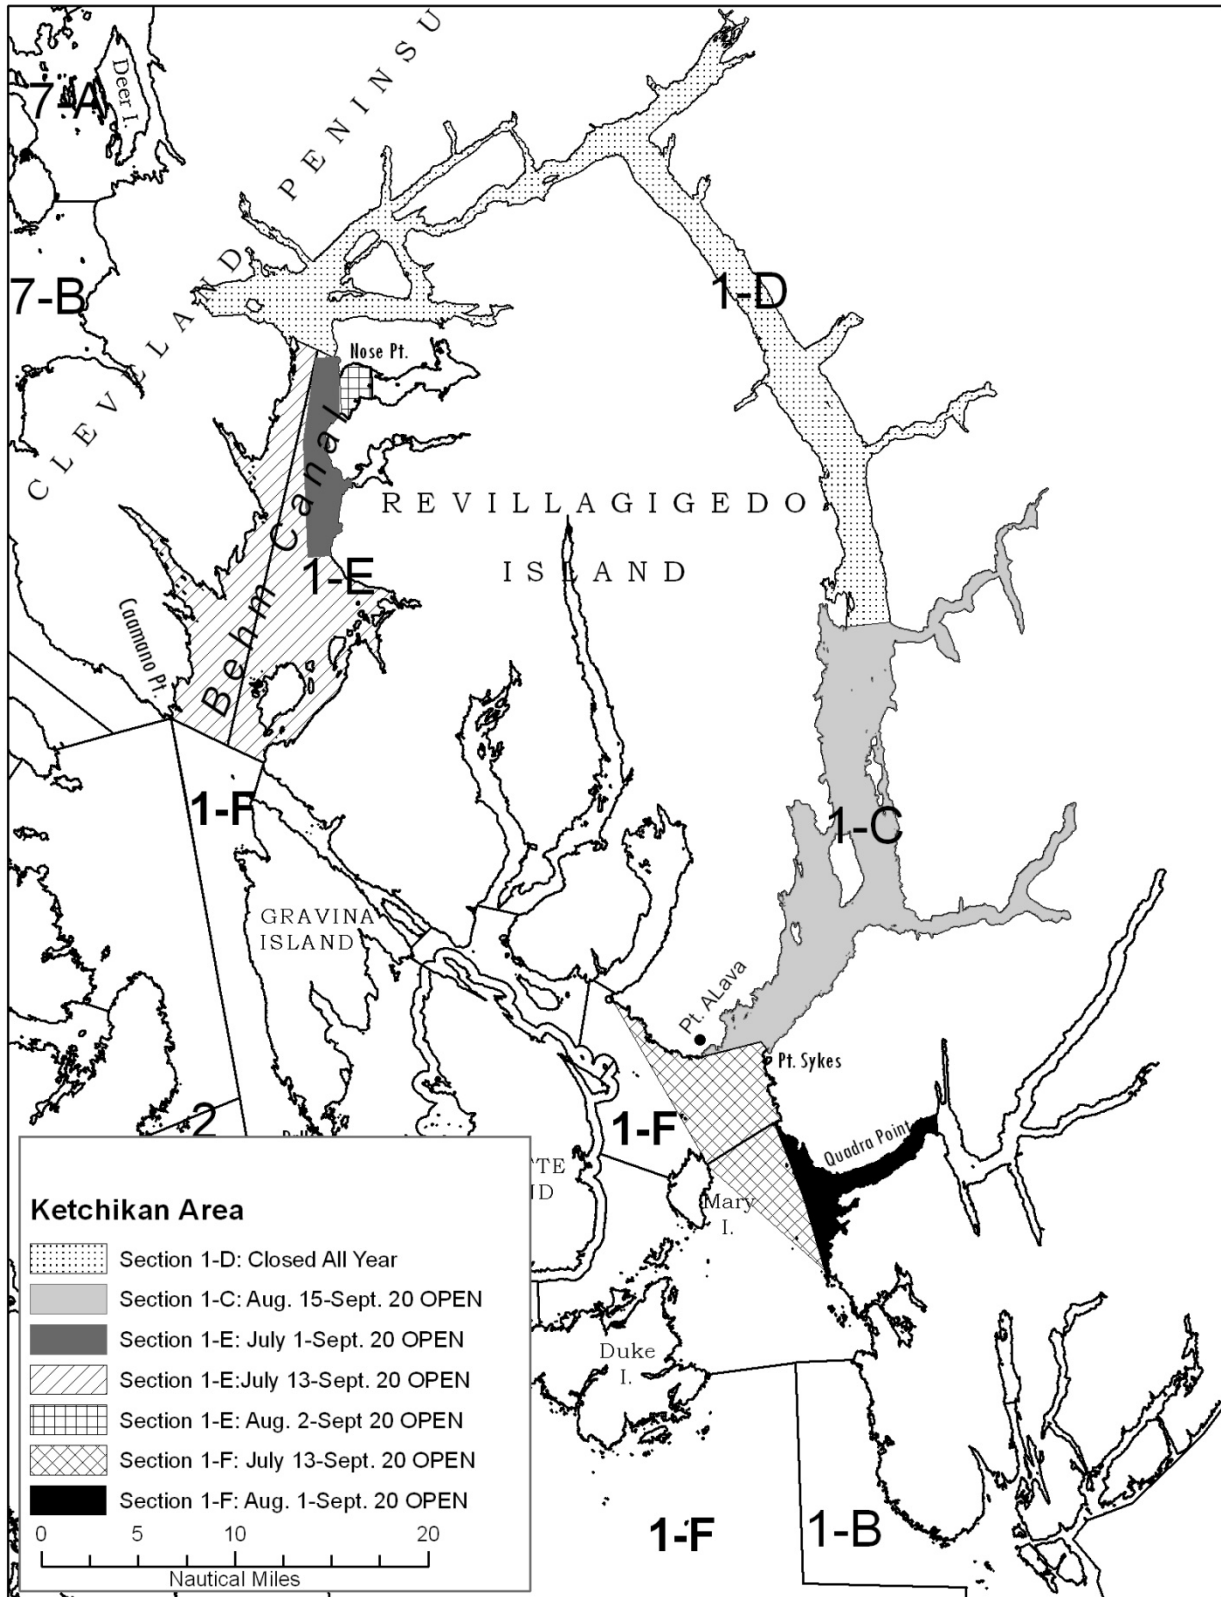 CLEVELAND PENINSU
7-A
Deer I.
7-B
1-D
Nose Pt.
Behm Canal
REVILLAGIGEDO
ISLAND
1-E
Caamano Pt.
1-F
1-C
GRAVINA
ISLAND
Pt. ALava
Pt. Sykes
2
1-F
Quadra Point
TE
ND
Mary
I.
Duke
I.
1-F
1-B
Ketchikan Area
Section 1-D: Closed All Year
Section 1-C: Aug. 15-Sept. 20 OPEN
Section 1-E: July 1-Sept. 20 OPEN
Section 1-E:July 13-Sept. 20 OPEN
Section 1-E: Aug. 2-Sept 20 OPEN
Section 1-F: July 13-Sept. 20 OPEN
Section 1-F: Aug. 1-Sept. 20 OPEN
0 5 10 20
Nautical Miles